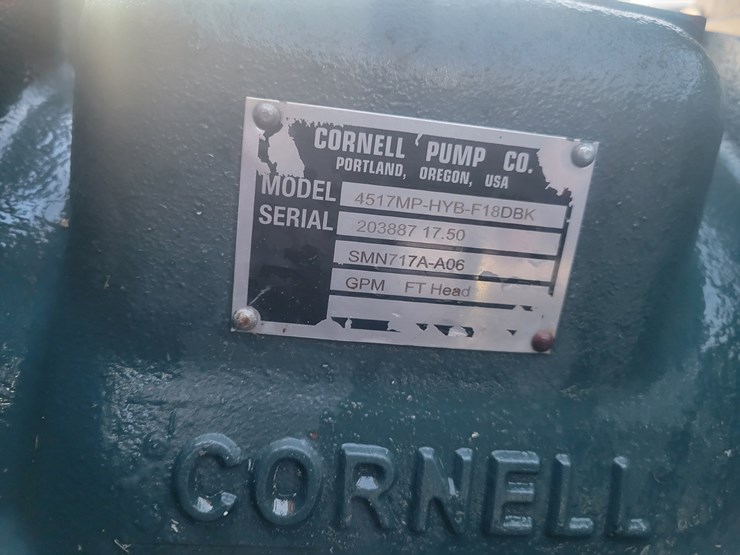 CORNELL PUMP CO.
PORTLAND, OREGON, USA
MODEL 4517MP-HYB-F18DBK
SERIAL 203887 17.50
SMN717A-A06
GPM FT Head
CORNELL